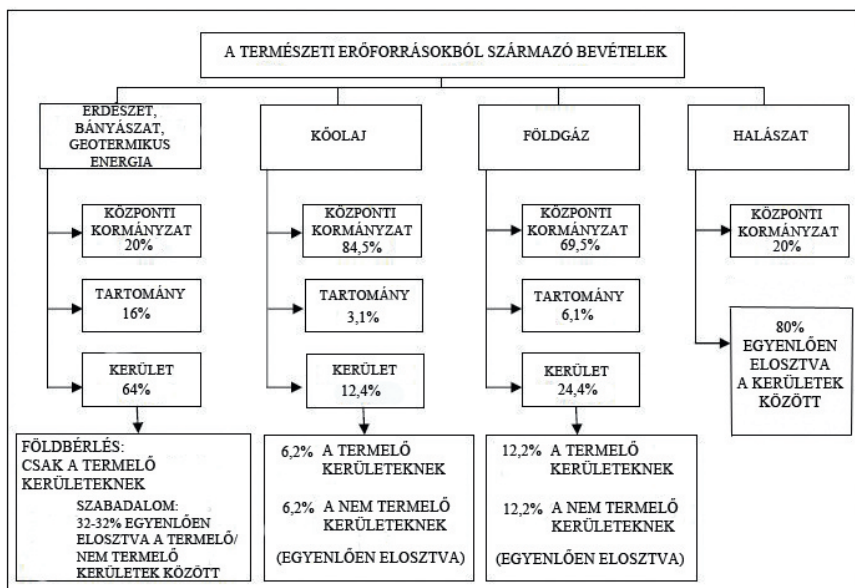 A TERMÉSZETI ERŐFORRÁSOKBÓL SZÁRMAZÓ BEVÉTELEK
ERDÉSZET,
BÁNYÁSZAT,
GEOTERMIKUS
ENERGIA
KÖZPONTI
KORMÁNYZAT
20%
TARTOMÁNY
16%
KERÜLET
64%
FÖLDBÉRLÉS:
CSAK A TERMELŐ
KERÜLETEKNEK
SZABADALOM:
32-32% EGYENLŐEN
ELOSZTVA A TERMELŐ/
NEM TERMELŐ
KERÜLETEK KÖZÖTT
KŐOLAJ
KÖZPONTI
KORMÁNYZAT
84,5%
TARTOMÁNY
3,1%
KERÜLET
12,4%
6,2% A TERMELŐ
KERÜLETEKNEK
6,2% A NEM TERMELŐ
KERÜLETEKNEK
(EGYENLŐEN ELOSZTVA)
FÖLDGÁZ
KÖZPONTI
KORMÁNYZAT
69,5%
TARTOMÁNY
6,1%
KERÜLET
24,4%
12,2% A TERMELŐ
KERÜLETEKNEK
12,2% A NEM TERMELŐ
KERÜLETEKNEK
(EGYENLŐEN ELOSZTVA)
HALÁSZAT
KÖZPONTI
KORMÁNYZAT
20%
80%
EGYENLŐEN
ELOSZTVA
A KERÜLETEK
KÖZÖTT